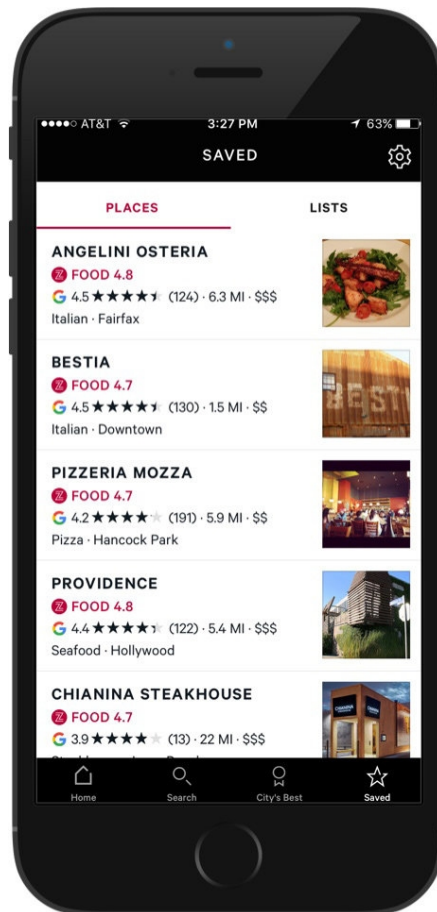 AT&T 3:27 PM 63%
SAVED
PLACES LISTS
ANGELINI OSTERIA
Z FOOD 4.8
G 4.5 ★★★★ (124) · 6.3 MI · $$$
Italian · Fairfax
BESTIA
BESTI
Z FOOD 4.7
G 4.5 ★★★★ (130) · 1.5 MI · $$
Italian · Downtown
PIZZERIA MOZZA
Z FOOD 4.7
G 4.2 ★★★★ (191) · 5.9 MI · $$
Pizza · Hancock Park
PROVIDENCE
Z FOOD 4.8
G 4.4 ★★★★ (122) · 5.4 MI · $$$
Seafood · Hollywood
CHIANINA STEAKHOUSE
CHIANINA
Z FOOD 4.7
G 3.9 ★★★★ (13) · 22 MI · $$$
Home Search City's Best Saved